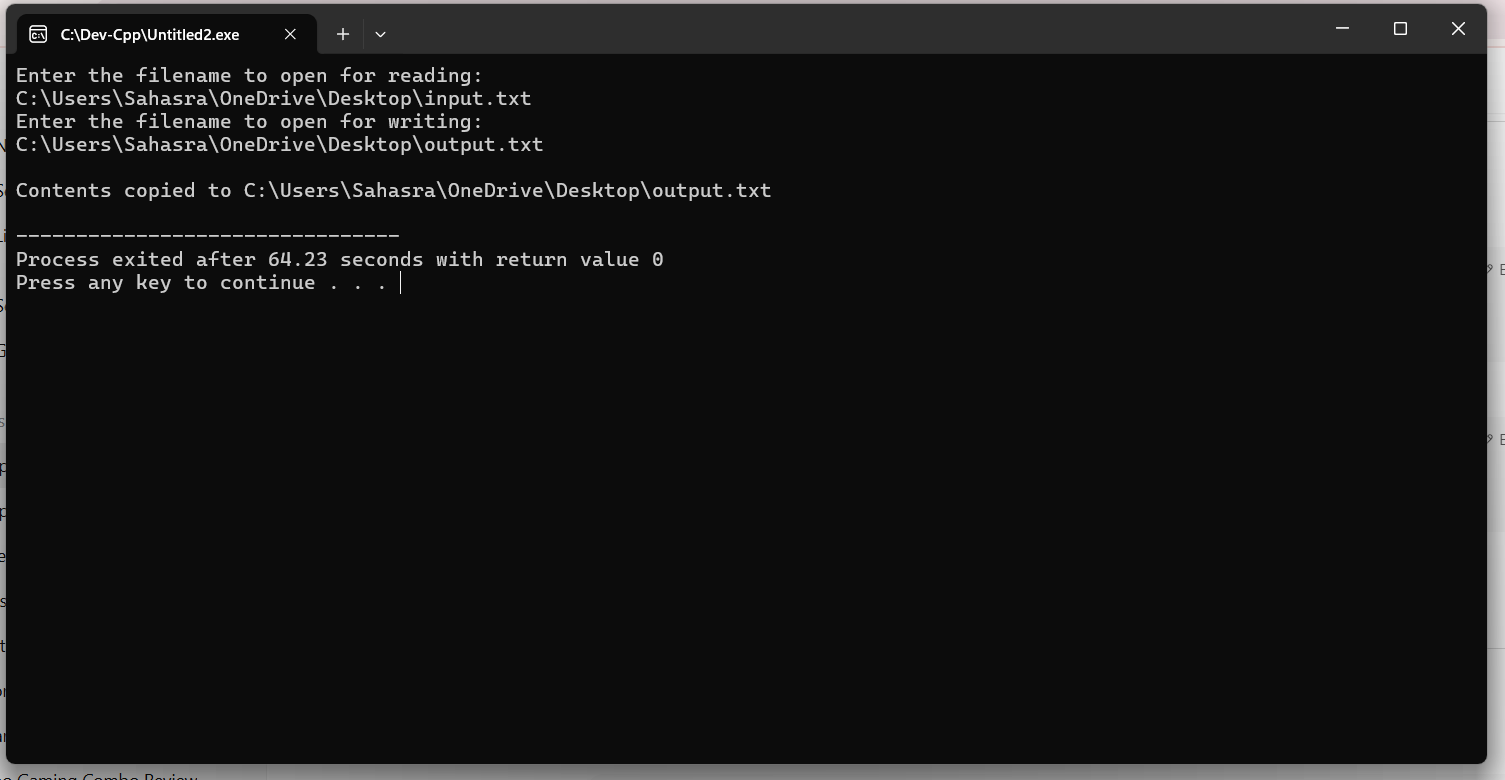 C:\Dev-Cpp\Untitled2.exe
Enter the filename to open for reading:
C:\Users\Sahasra\OneDrive\Desktop\input.txt
Enter the filename to open for writing:
C:\Users\Sahasra\OneDrive\Desktop\output.txt
Contents copied to C:\Users\Sahasra\OneDrive\Desktop\output.txt
--------------------------------
Process exited after 64.23 seconds with return value 0
Press any key to continue . . .
Gaming Combo Review